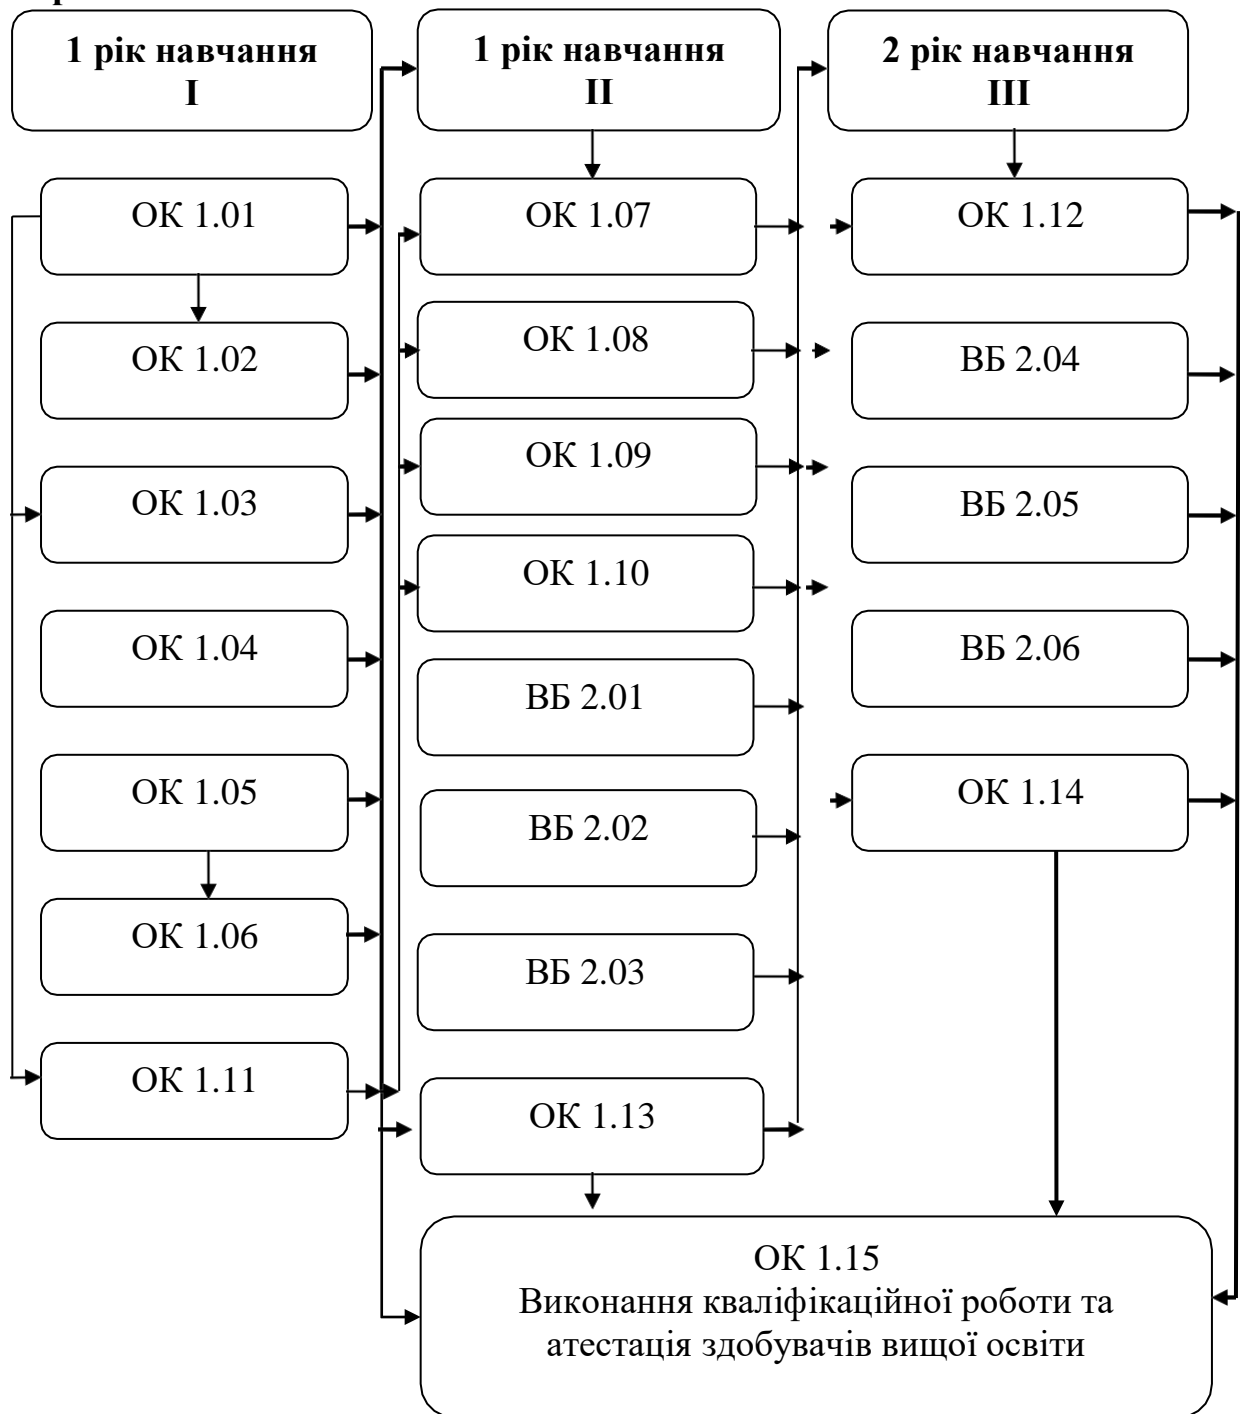 1 рік навчання
I
1 рік навчання
II
2 рік навчання
III
ОК 1.01
ОК 1.02
ОК 1.03
ОК 1.04
ОК 1.05
ОК 1.06
ОК 1.11
ОК 1.07
ОК 1.08
ОК 1.09
ОК 1.10
ВБ 2.01
ВБ 2.02
ВБ 2.03
ОК 1.13
ОК 1.12
ВБ 2.04
ВБ 2.05
ВБ 2.06
ОК 1.14
ОК 1.15
Виконання кваліфікаційної роботи та
атестація здобувачів вищої освіти